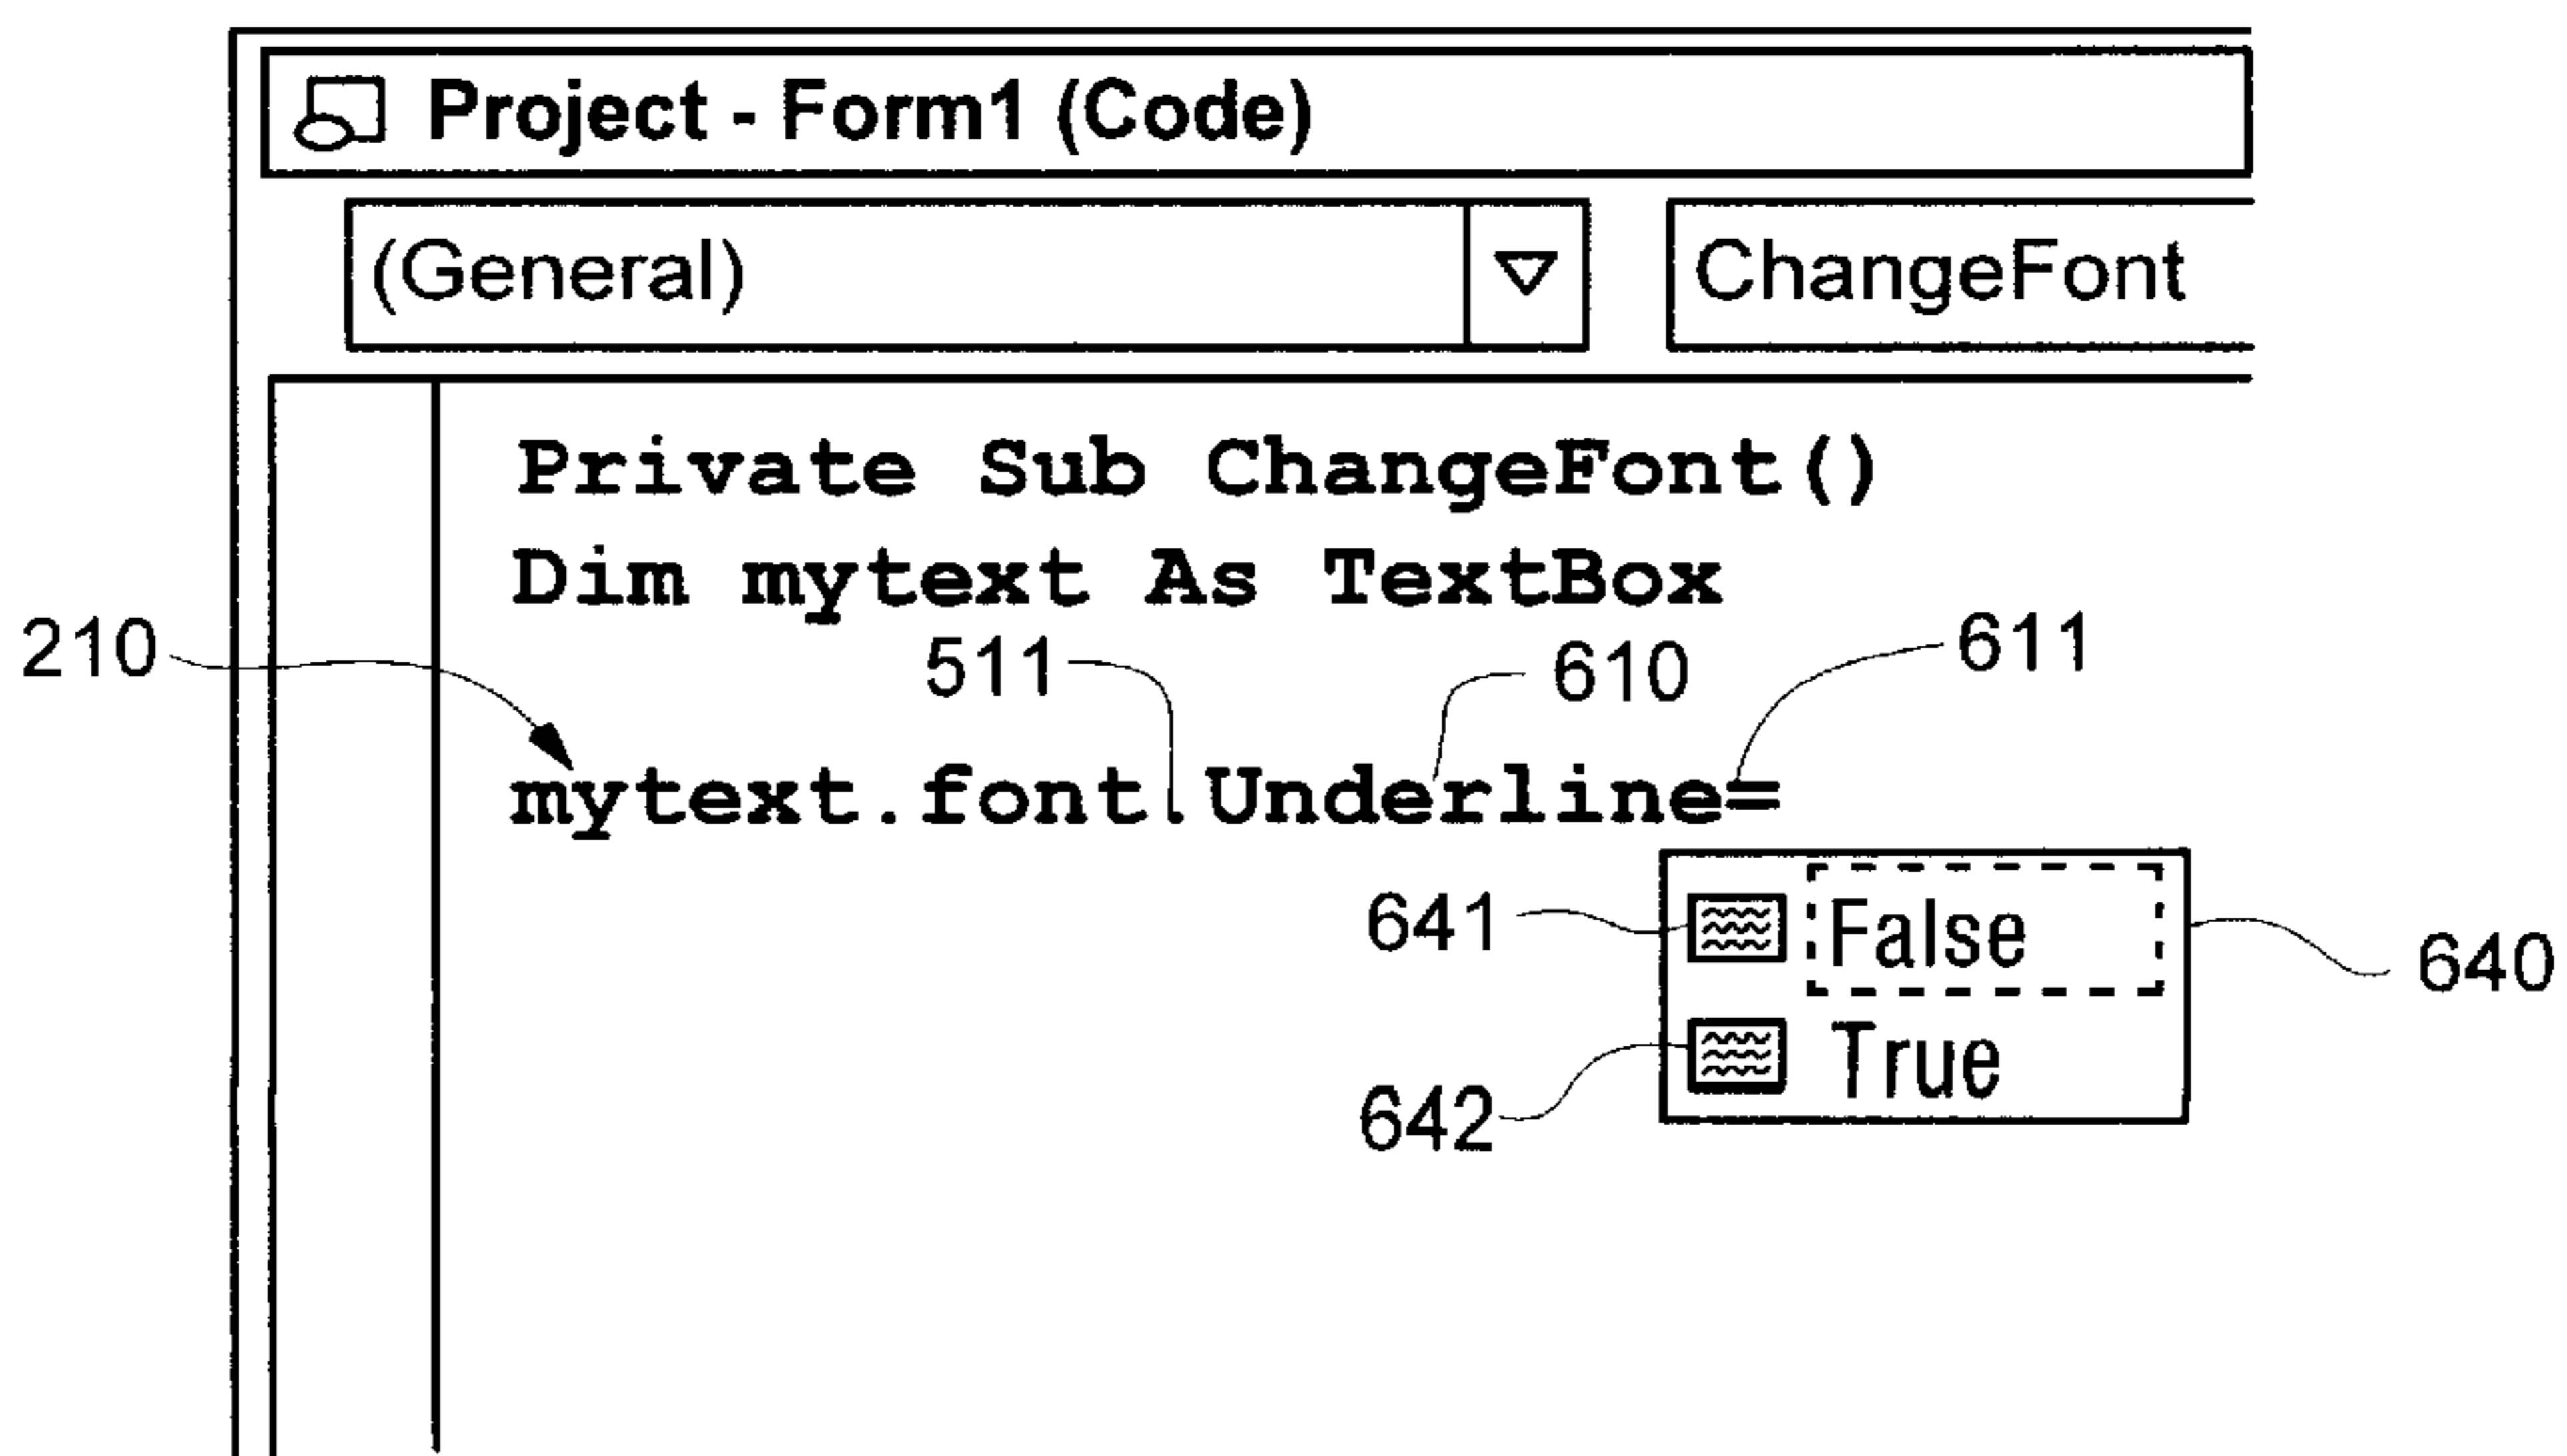 Project - Form1 (Code)
(General) ChangeFont
Private Sub ChangeFont()
Dim mytext As TextBox
210 511 610 611
mytext.font.Underline=
641 False 640
642 True